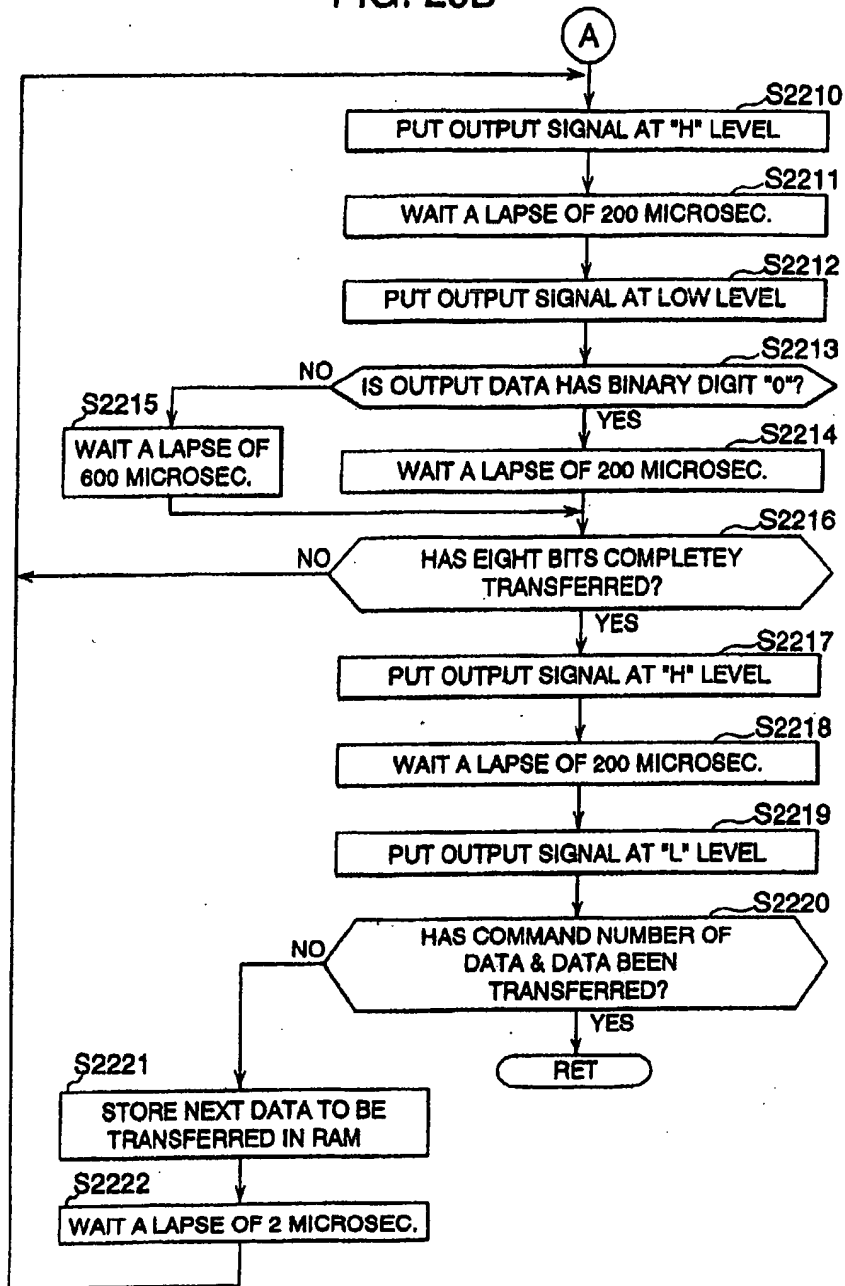 A
S2210
PUT OUTPUT SIGNAL AT "H" LEVEL
S2211
WAIT A LAPSE OF 200 MICROSEC.
S2212
PUT OUTPUT SIGNAL AT LOW LEVEL
S2213
NO
IS OUTPUT DATA HAS BINARY DIGIT "0"?
YES
S2215
WAIT A LAPSE OF
600 MICROSEC.
S2214
WAIT A LAPSE OF 200 MICROSEC.
S2216
NO
HAS EIGHT BITS COMPLETEY
TRANSFERRED?
YES
S2217
PUT OUTPUT SIGNAL AT "H" LEVEL
S2218
WAIT A LAPSE OF 200 MICROSEC.
S2219
PUT OUTPUT SIGNAL AT "L" LEVEL
S2220
NO
HAS COMMAND NUMBER OF
DATA & DATA BEEN
TRANSFERRED?
YES
RET
S2221
STORE NEXT DATA TO BE
TRANSFERRED IN RAM
S2222
WAIT A LAPSE OF 2 MICROSEC.